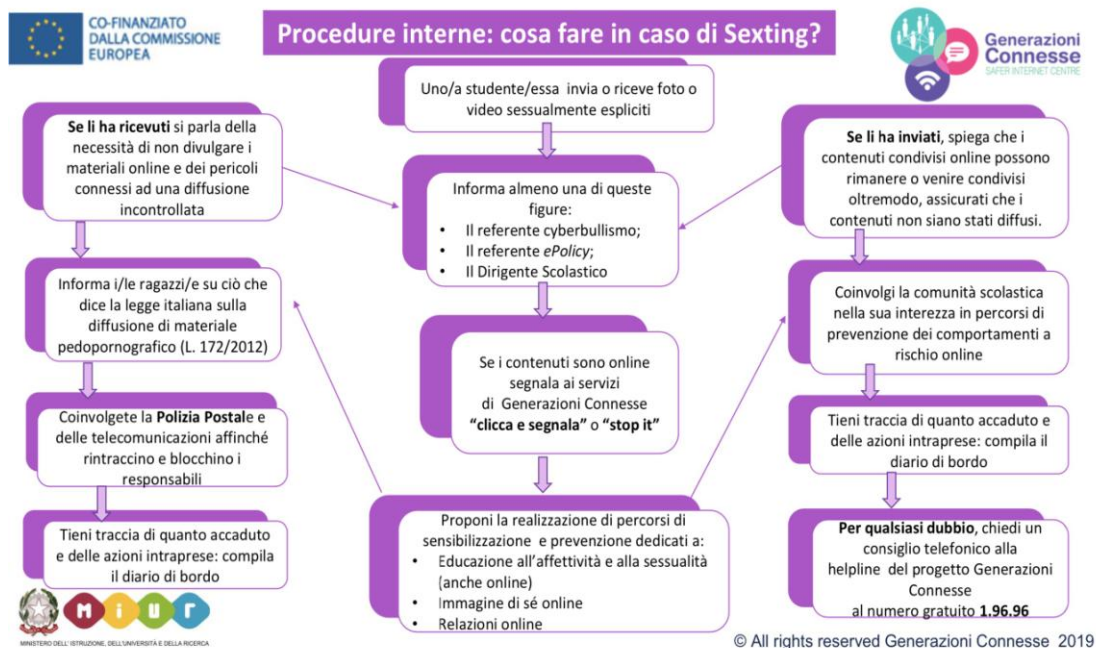 CO-FINANZIATO
DALLA COMMISSIONE
EUROPEA
Procedure interne: cosa fare in caso di Sexting?
Generazioni
Connesse
SAFER INTERNET CENTRE
Uno/a studente/essa invia o riceve foto o
video sessualmente espliciti
Se li ha ricevuti si parla della
necessità di non divulgare i
materiali online e dei pericoli
connessi ad una diffusione
incontrollata
Informa i/le ragazzi/e su ciò che
dice la legge italiana sulla
diffusione di materiale
pedopornografico (L. 172/2012)
Coinvolgete la Polizia Postale e
delle telecomunicazioni affinché
rintraccino e blocchino i
responsabili
Tieni traccia di quanto accaduto
e delle azioni intraprese: compila
il diario di bordo
Informa almeno una di queste
figure:
• Il referente cyberbullismo;
• Il referente ePolicy;
• Il Dirigente Scolastico
Se i contenuti sono online
segnala ai servizi
di Generazioni Connesse
“clicca e segnala” o “stop it”
Proponi la realizzazione di percorsi di
sensibilizzazione e prevenzione dedicati a:
• Educazione all’affettività e alla sessualità
(anche online)
• Immagine di sé online
• Relazioni online
Se li ha inviati, spiega che i
contenuti condivisi online possono
rimanere o venire condivisi
oltremodo, assicurati che i
contenuti non siano stati diffusi.
Coinvolgi la comunità scolastica
nella sua interezza in percorsi di
prevenzione dei comportamenti a
rischio online
Tieni traccia di quanto accaduto e
delle azioni intraprese: compila il
diario di bordo
Per qualsiasi dubbio, chiedi un
consiglio telefonico alla
helpline del progetto Generazioni
Connesse
al numero gratuito 1.96.96
MIUR
MINISTERO DELL' ISTRUZIONE, DELL'UNIVERSITÀ E DELLA RICERCA
© All rights reserved Generazioni Connesse 2019